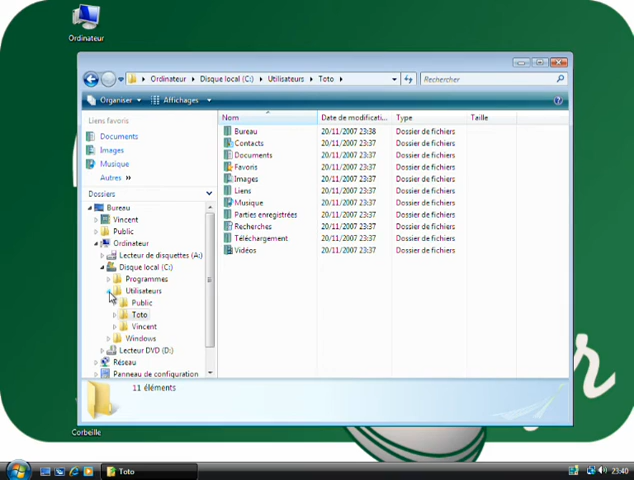 Ordinateur
Ordinateur Disque local (C:) Utilisateurs Toto
Rechercher
Organiser Affichages
Liens favoris
Documents
Images
Musique
Autres »
Dossiers
Bureau
Vincent
Public
Ordinateur
Lecteur de disquettes (A:)
Disque local (C:)
Programmes
Utilisateurs
Public
Toto
Vincent
Windows
Lecteur DVD (D:)
Réseau
Panneau de configuration
Nom Date de modificati... Type Taille
Bureau 20/11/2007 23:38 Dossier de fichiers
Contacts 20/11/2007 23:37 Dossier de fichiers
Documents 20/11/2007 23:37 Dossier de fichiers
Favoris 20/11/2007 23:37 Dossier de fichiers
Images 20/11/2007 23:37 Dossier de fichiers
Liens 20/11/2007 23:37 Dossier de fichiers
Musique 20/11/2007 23:37 Dossier de fichiers
Parties enregistrées 20/11/2007 23:37 Dossier de fichiers
Recherches 20/11/2007 23:37 Dossier de fichiers
Téléchargement 20/11/2007 23:37 Dossier de fichiers
Vidéos 20/11/2007 23:37 Dossier de fichiers
11 éléments
Corbeille
Toto
23:40